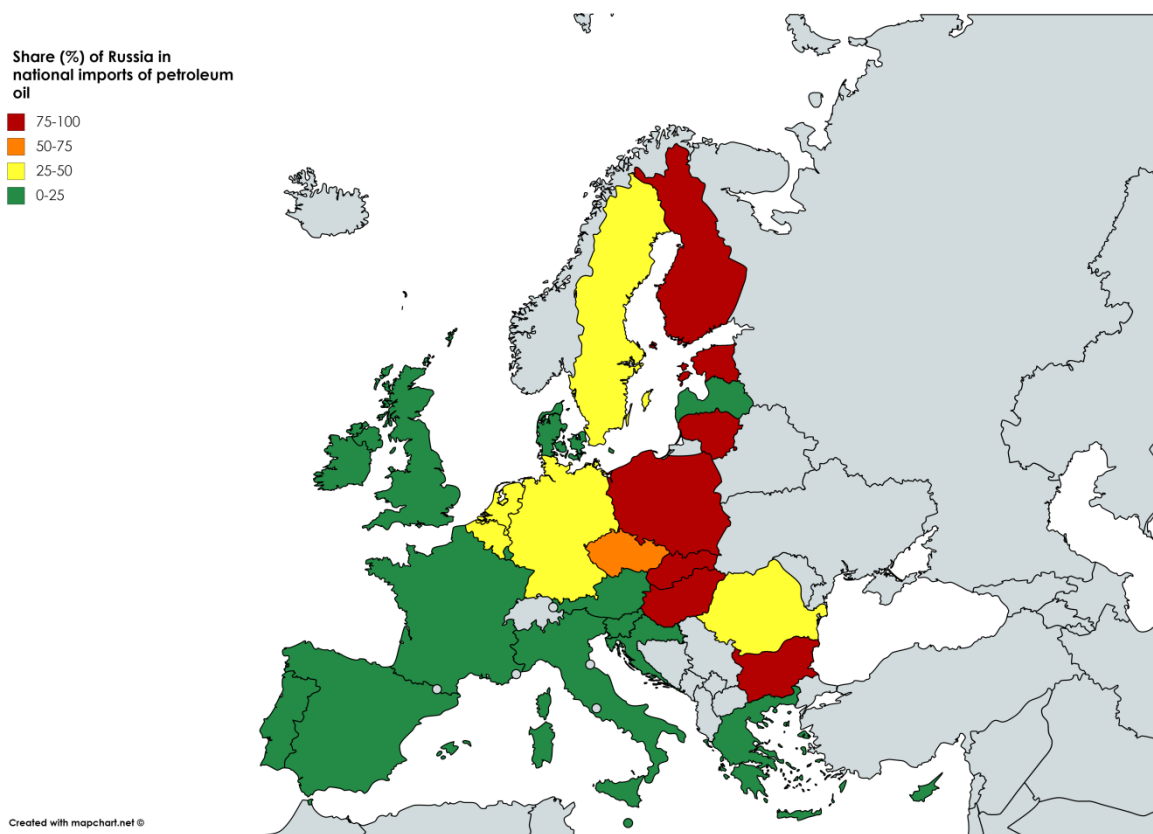 Share (%) of Russia in
national imports of petroleum
oil
75-100
50-75
25-50
0-25
Created with mapchart.net ©